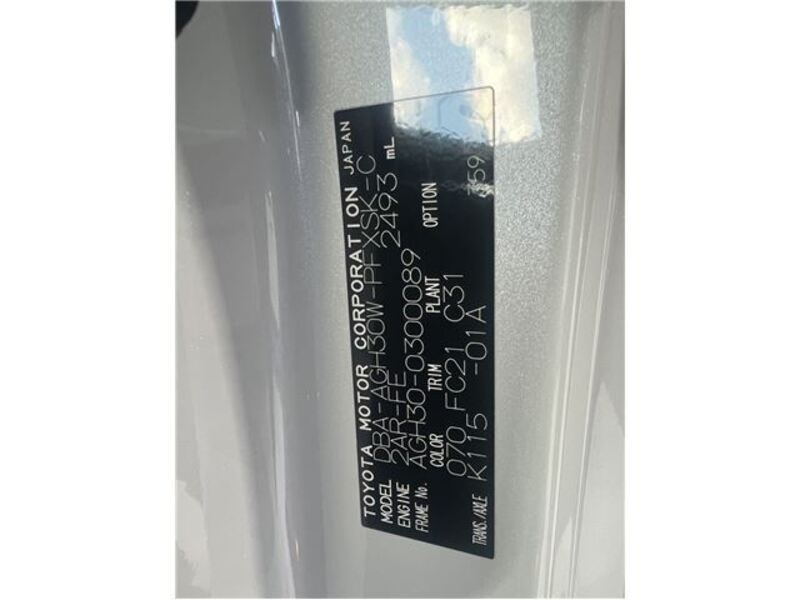 TOYOTA MOTOR CORPORATION JAPAN
MODEL DBA-AGH30W-PFXSK-C
ENGINE 2AR-FE 2493 mL
FRAME No. AGH30-0300089
COLOR TRIM PLANT OPTION
070 FC21 C31 759
TRANS./AXLE K115 -01A